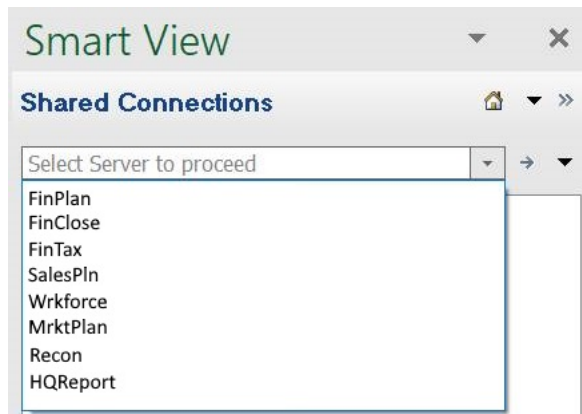 Smart View
Shared Connections
Select Server to proceed
FinPlan
FinClose
FinTax
SalesPln
Wrkforce
MrktPlan
Recon
HQReport